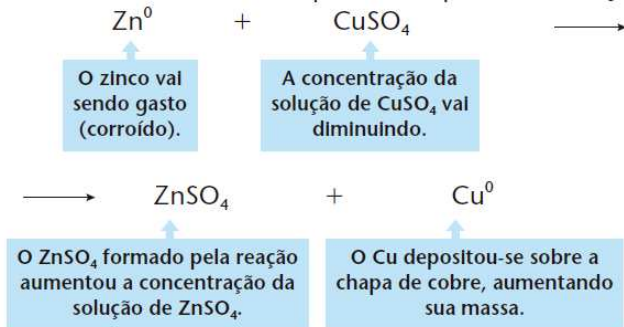 Zn⁰ + CuSO₄ →
O zinco vai
sendo gasto
(corroído).
A concentração da
solução de CuSO₄ vai
diminuindo.
→ ZnSO₄ + Cu⁰
O ZnSO₄ formado pela reação
aumentou a concentração da
solução de ZnSO₄.
O Cu depositou-se sobre a
chapa de cobre, aumentando
sua massa.